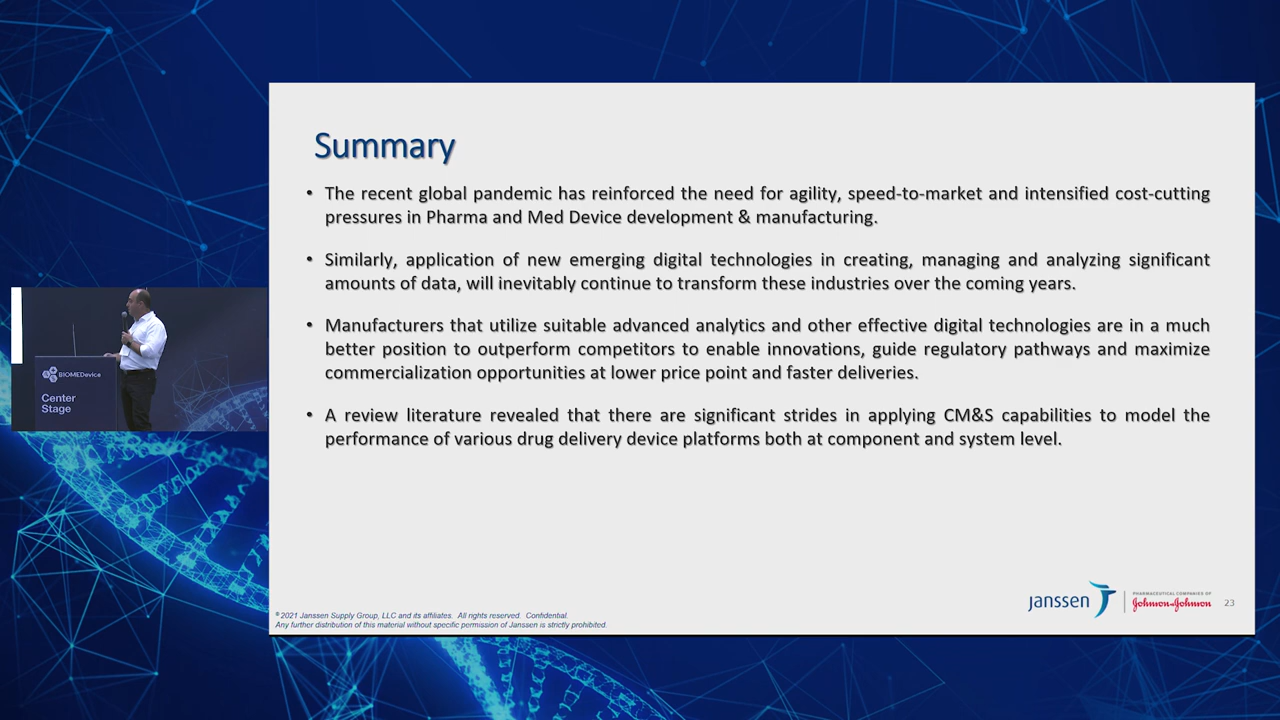 Summary
• The recent global pandemic has reinforced the need for agility, speed-to-market and intensified cost-cutting
pressures in Pharma and Med Device development & manufacturing.
• Similarly, application of new emerging digital technologies in creating, managing and analyzing significant
amounts of data, will inevitably continue to transform these industries over the coming years.
• Manufacturers that utilize suitable advanced analytics and other effective digital technologies are in a much
better position to outperform competitors to enable innovations, guide regulatory pathways and maximize
commercialization opportunities at lower price point and faster deliveries.
• A review literature revealed that there are significant strides in applying CM&S capabilities to model the
performance of various drug delivery device platforms both at component and system level.
BIOMEDevice
Center
Stage
© 2021 Janssen Supply Group, LLC and its affiliates. All rights reserved. Confidential.
Any further distribution of this material without specific permission of Janssen is strictly prohibited.
janssen
PHARMACEUTICAL COMPANIES OF
Johnson & Johnson
23